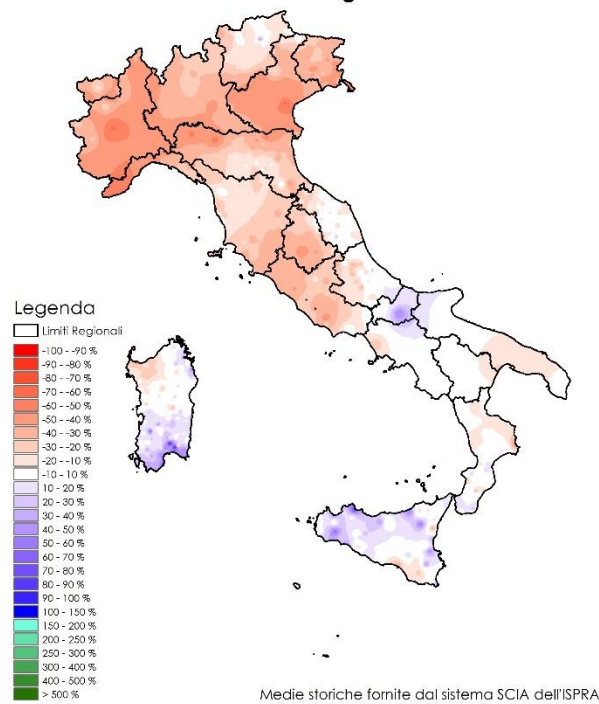 Legenda
Limiti Regionali
-100 - -90 %
-90 - -80 %
-80 - -70 %
-70 - -60 %
-60 - -50 %
-50 - -40 %
-40 - -30 %
-30 - -20 %
-20 - -10 %
-10 - 10 %
10 - 20 %
20 - 30 %
30 - 40 %
40 - 50 %
50 - 60 %
60 - 70 %
70 - 80 %
80 - 90 %
90 - 100 %
100 - 150 %
150 - 200 %
200 - 250 %
250 - 300 %
300 - 400 %
400 - 500 %
> 500 %
Medie storiche fornite dal sistema SCIA dell'ISPRA